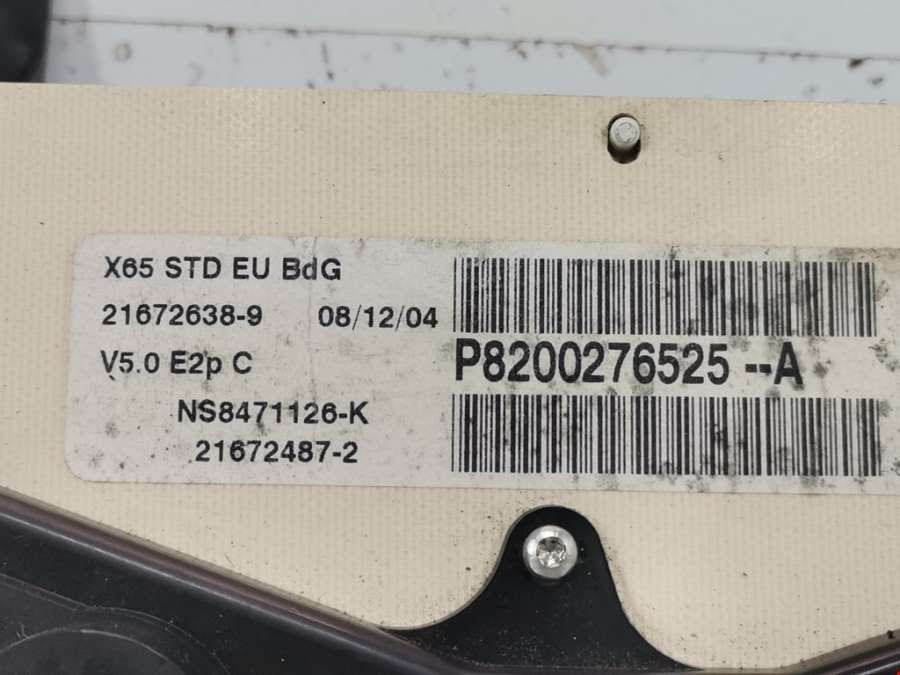 X65 STD EU BdG
21672638-9 08/12/04
V5.0 E2p C
NS8471126-K
21672487-2
P8200276525 --A